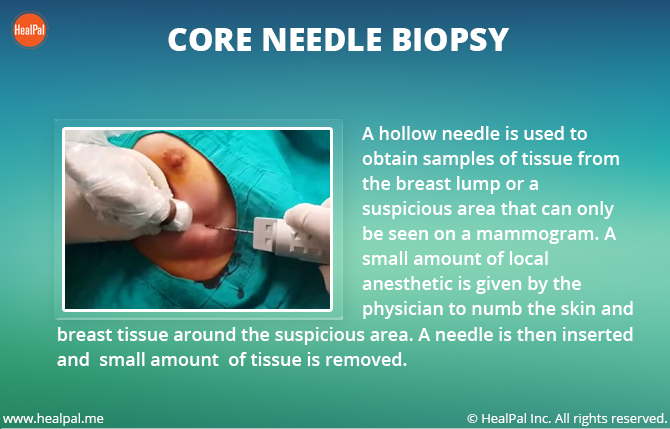 HealPal
CORE NEEDLE BIOPSY
A hollow needle is used to
obtain samples of tissue from
the breast lump or a
suspicious area that can only
be seen on a mammogram. A
small amount of local
anesthetic is given by the
physician to numb the skin and
breast tissue around the suspicious area. A needle is then inserted
and  small amount  of tissue is removed.
www.healpal.me
© HealPal Inc. All rights reserved.